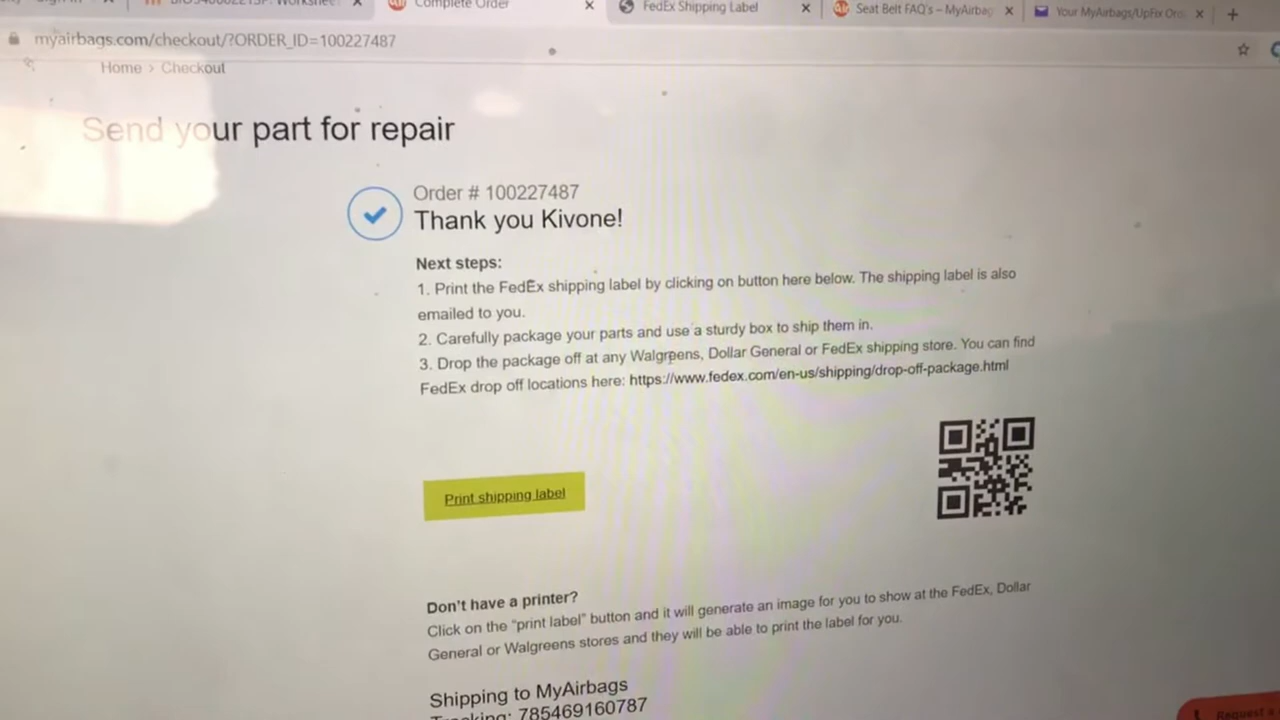 Complete Order
FedEx Shipping Label
Seat Belt FAQ's – MyAirbag
Your MyAirbags/UpFix Ord
myairbags.com/checkout/?ORDER_ID=100227487
Home > Checkout
Send your part for repair
Order # 100227487
Thank you Kivone!
Next steps:
1. Print the FedEx shipping label by clicking on button here below. The shipping label is also
emailed to you.
2. Carefully package your parts and use a sturdy box to ship them in.
3. Drop the package off at any Walgreens, Dollar General or FedEx shipping store. You can find
FedEx drop off locations here: https://www.fedex.com/en-us/shipping/drop-off-package.html
Print shipping label
Don't have a printer?
Click on the "print label" button and it will generate an image for you to show at the FedEx, Dollar
General or Walgreens stores and they will be able to print the label for you.
Shipping to MyAirbags
Tracking: 785469160787
Request a